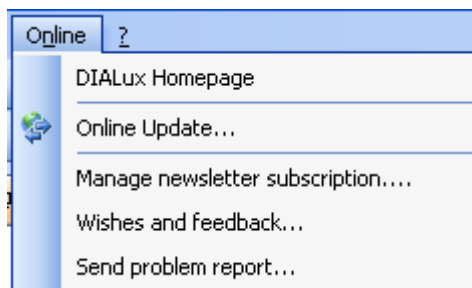 Online ?
DIALux Homepage
Online Update...
Manage newsletter subscription....
Wishes and feedback...
Send problem report...